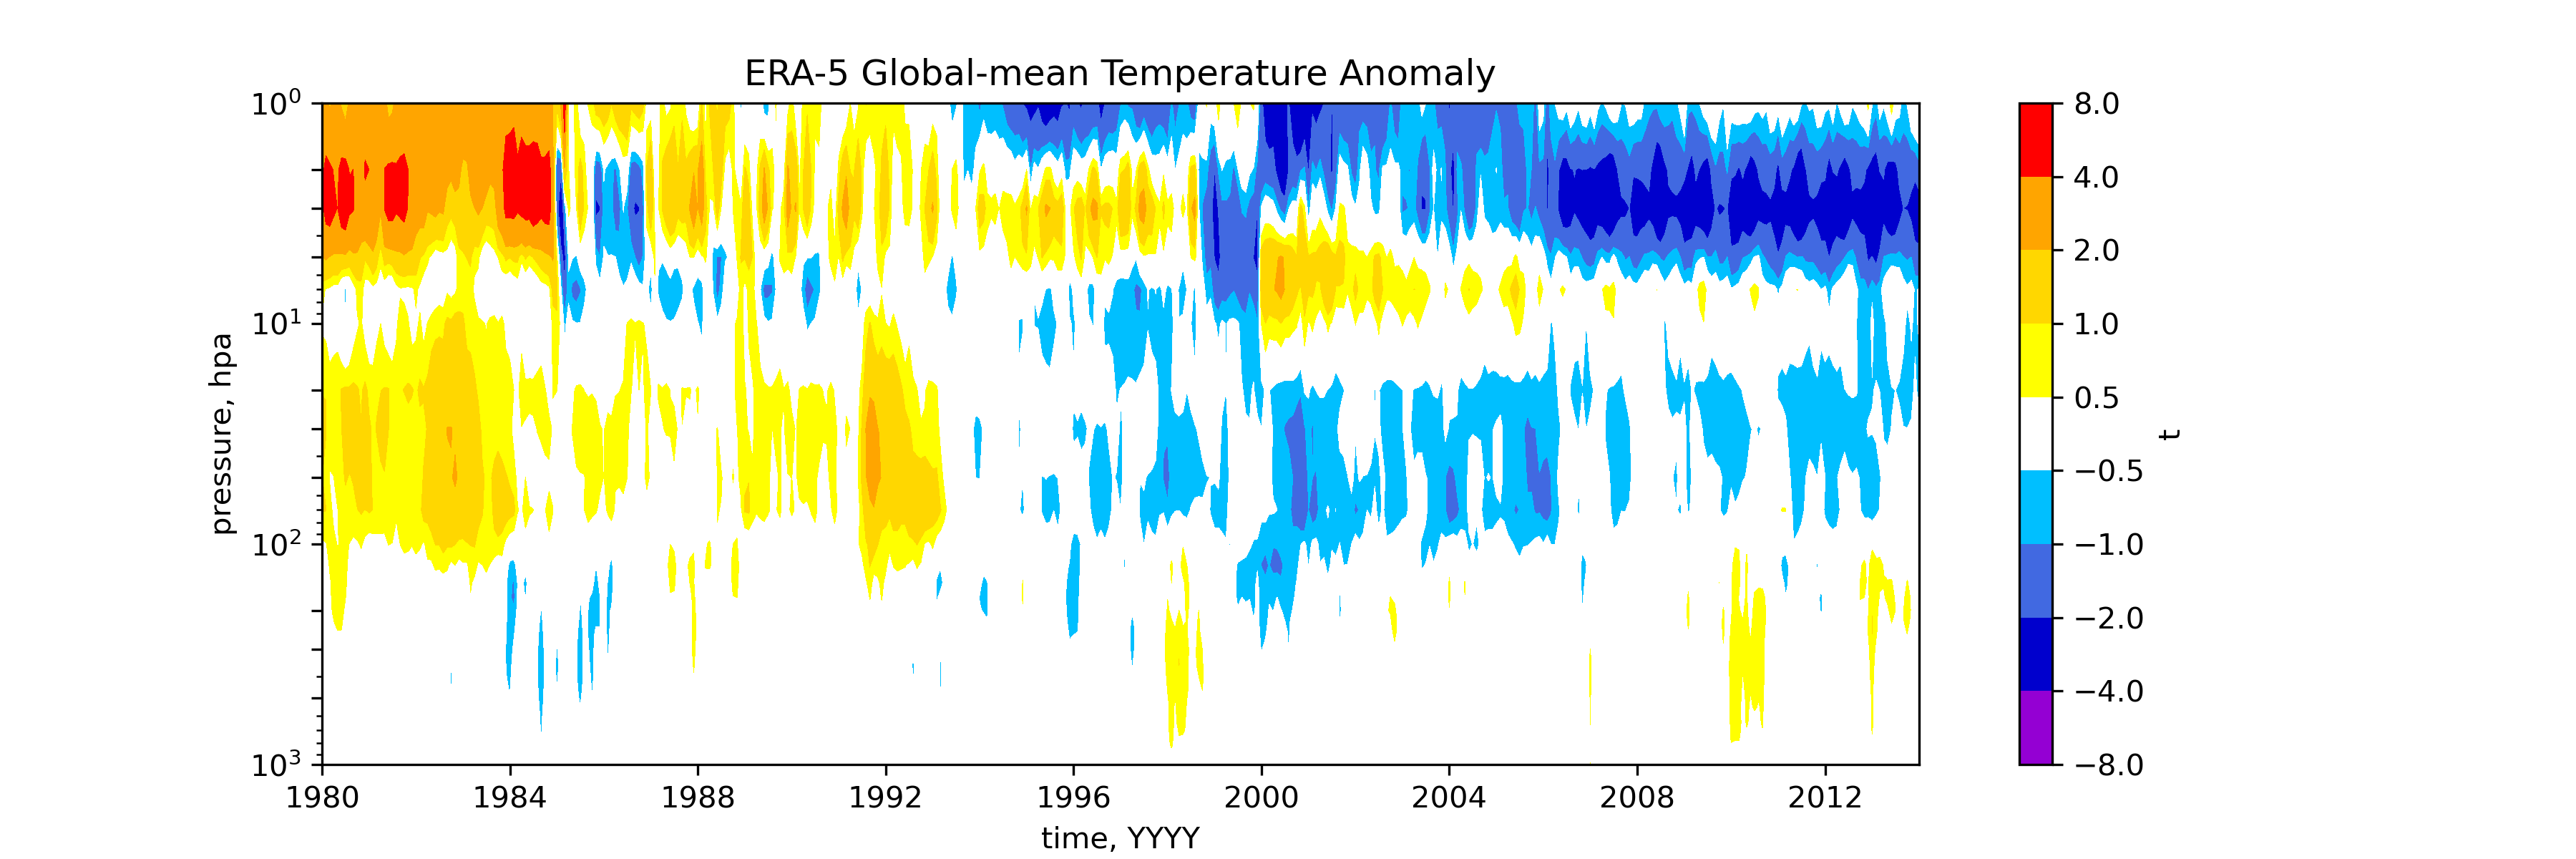 ERA-5 Global-mean Temperature Anomaly
pressure, hpa
10⁰
10¹
10²
10³
1980 1984 1988 1992 1996 2000 2004 2008 2012
time, YYYY
8.0
4.0
2.0
1.0
0.5
−0.5
−1.0
−2.0
−4.0
−8.0
t